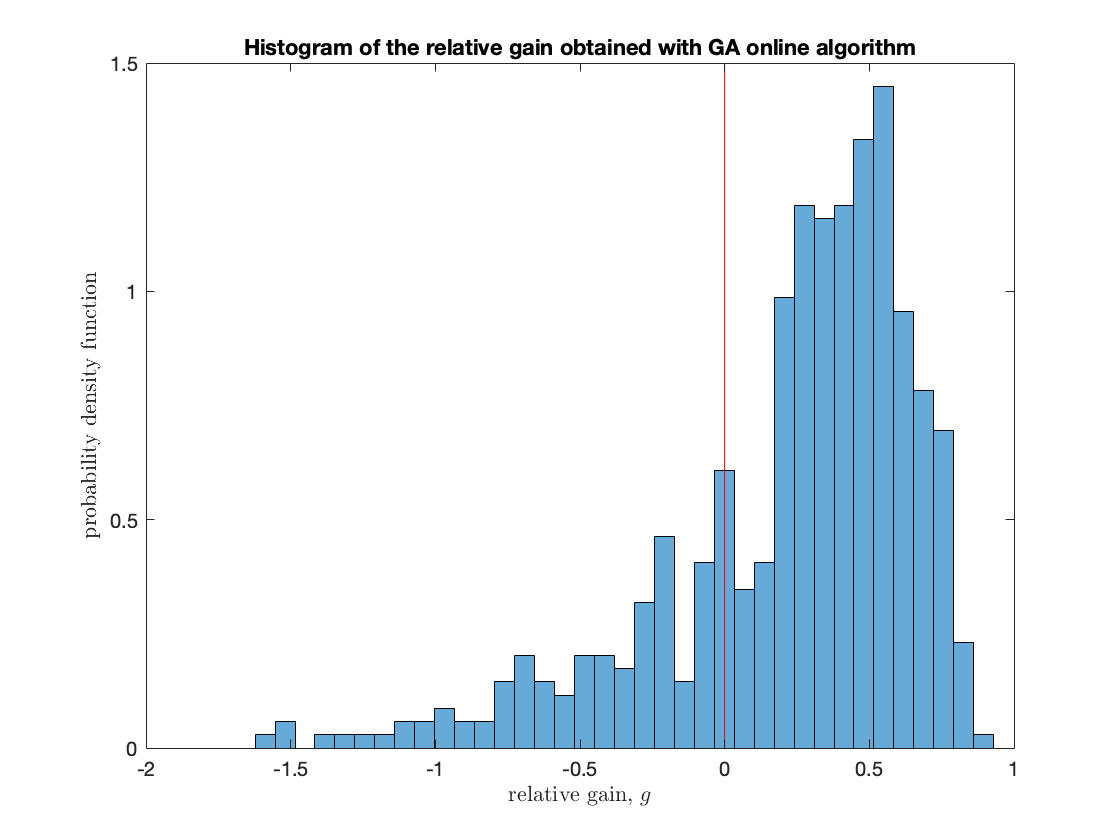 Histogram of the relative gain obtained with GA online algorithm
1.5
1
0.5
0
probability density function
-2 -1.5 -1 -0.5 0 0.5 1
relative gain, g